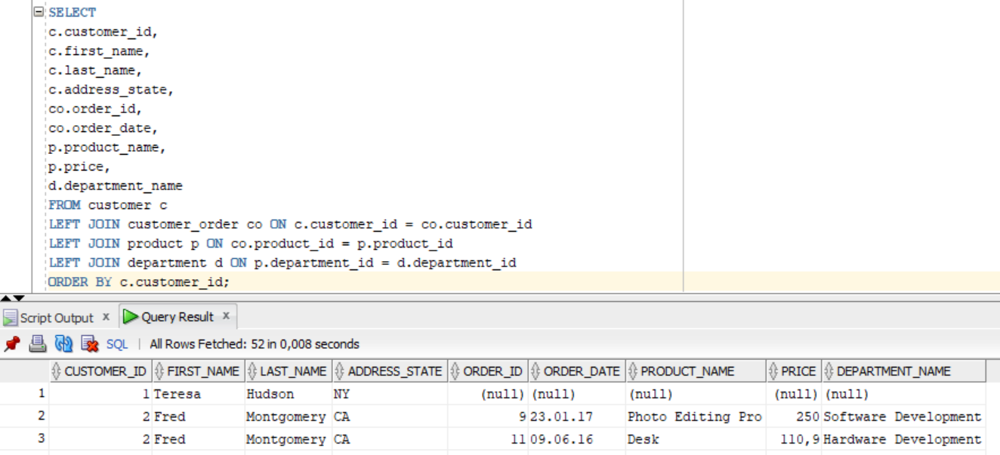 SELECT
c.customer_id,
c.first_name,
c.last_name,
c.address_state,
co.order_id,
co.order_date,
p.product_name,
p.price,
d.department_name
FROM customer c
LEFT JOIN customer_order co ON c.customer_id = co.customer_id
LEFT JOIN product p ON co.product_id = p.product_id
LEFT JOIN department d ON p.department_id = d.department_id
ORDER BY c.customer_id;
Script Output x Query Result x
SQL | All Rows Fetched: 52 in 0,008 seconds
CUSTOMER_ID FIRST_NAME LAST_NAME ADDRESS_STATE ORDER_ID ORDER_DATE PRODUCT_NAME PRICE DEPARTMENT_NAME
1 1 Teresa Hudson NY (null) (null) (null) (null) (null)
2 2 Fred Montgomery CA 9 23.01.17 Photo Editing Pro 250 Software Development
3 2 Fred Montgomery CA 11 09.06.16 Desk 110,9 Hardware Development